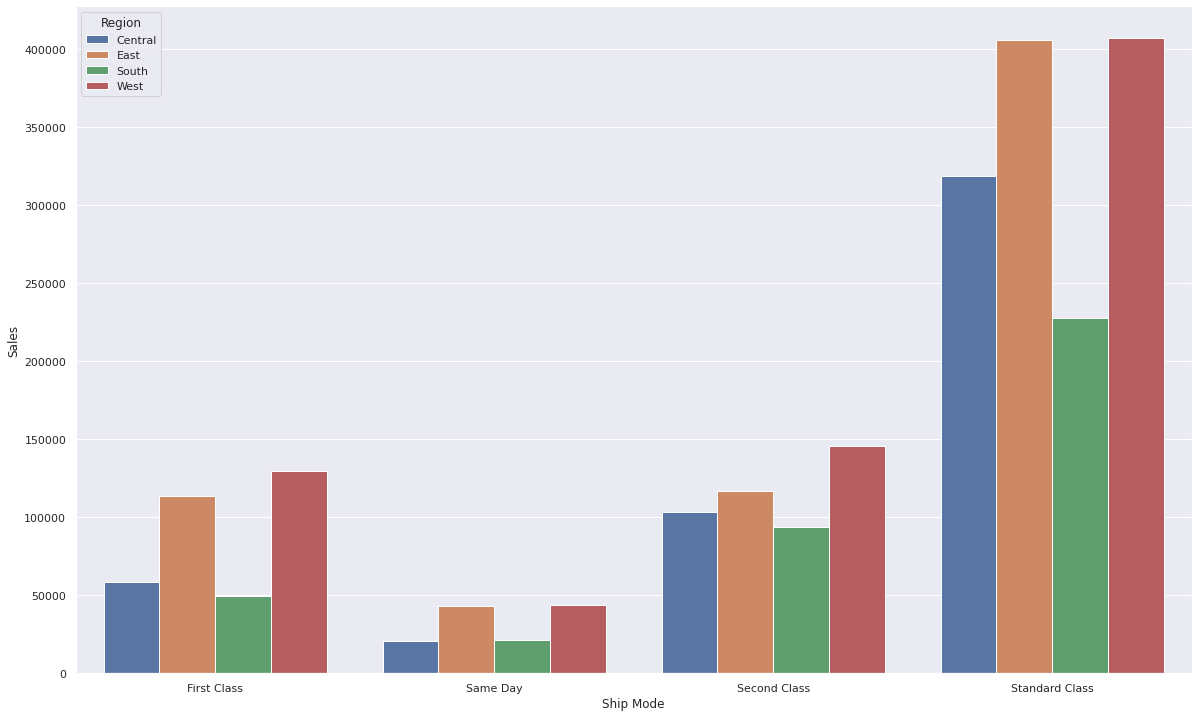 Region
Central
East
South
West
Sales
400000
350000
300000
250000
200000
150000
100000
50000
0
First Class Same Day Second Class Standard Class
Ship Mode